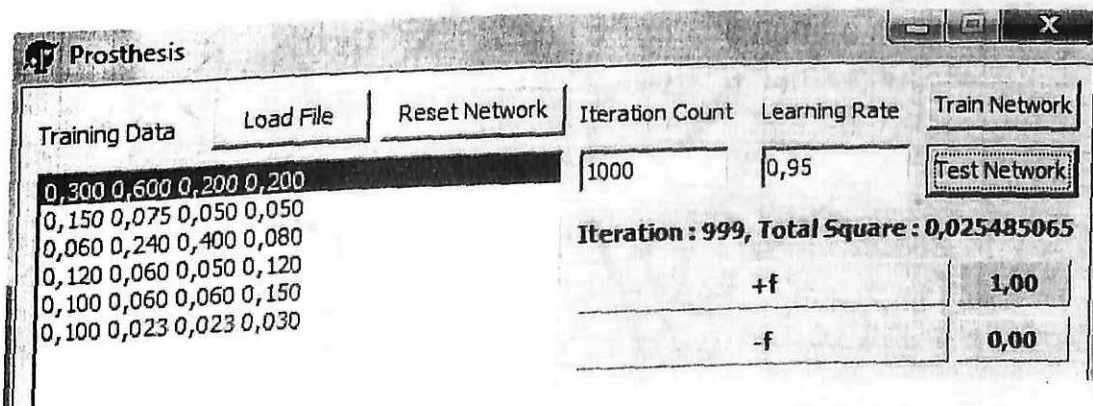 Prosthesis
Training Data Load File Reset Network Iteration Count Learning Rate Train Network
1000 0,95 Test Network
0,300 0,600 0,200 0,200
0,150 0,075 0,050 0,050
0,060 0,240 0,400 0,080
0,120 0,060 0,050 0,120
0,100 0,060 0,060 0,150
0,100 0,023 0,023 0,030
Iteration : 999, Total Square : 0,025485065
+f 1,00
-f 0,00